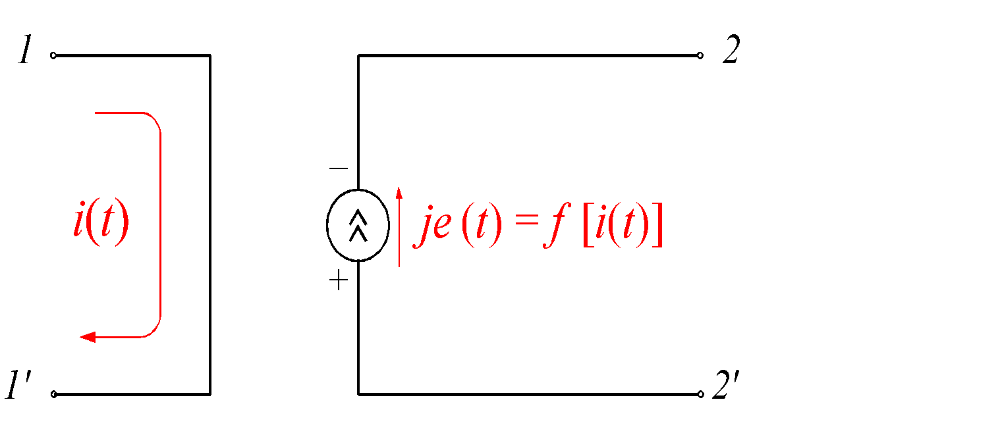 1 2
−
i(t) je (t) = f [i(t)]
+
1' 2'